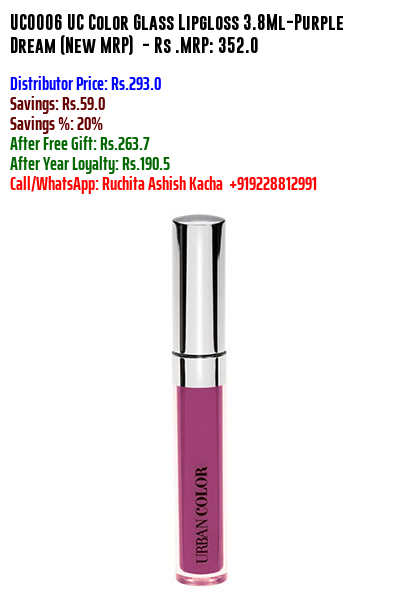 UC0006 UC Color Glass Lipgloss 3.8Ml-Purple
Dream (New MRP) - Rs .MRP: 352.0
Distributor Price: Rs.293.0
Savings: Rs.59.0
Savings %: 20%
After Free Gift: Rs.263.7
After Year Loyalty: Rs.190.5
Call/WhatsApp: Ruchita Ashish Kacha +919228812991
URBAN COLOR